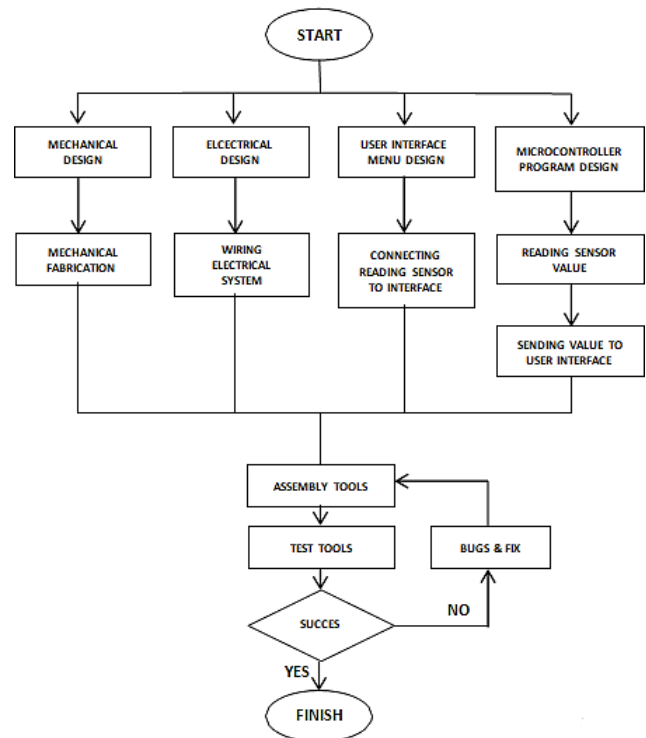 START
MECHANICAL
DESIGN
ELCECTRICAL
DESIGN
USER INTERFACE
MENU DESIGN
MICROCONTROLLER
PROGRAM DESIGN
MECHANICAL
FABRICATION
WIRING
ELECTRICAL
SYSTEM
CONNECTING
READING SENSOR
TO INTERFACE
READING SENSOR
VALUE
SENDING VALUE TO
USER INTERFACE
ASSEMBLY TOOLS
TEST TOOLS
BUGS & FIX
SUCCES
NO
YES
FINISH